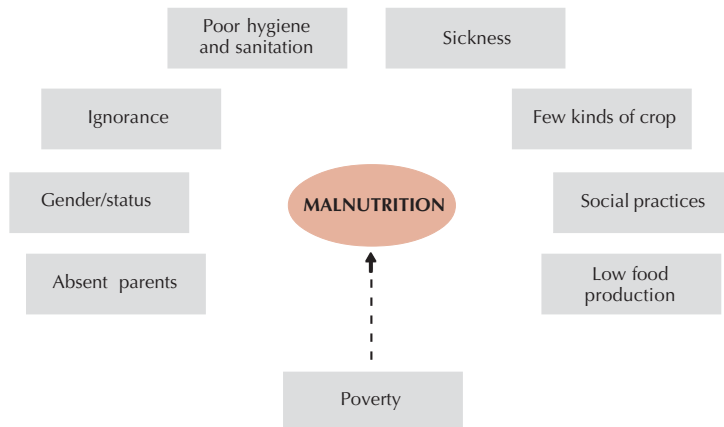 Poor hygiene
and sanitation
Sickness
Ignorance
Few kinds of crop
Gender/status
MALNUTRITION
Social practices
Absent parents
Low food
production
Poverty